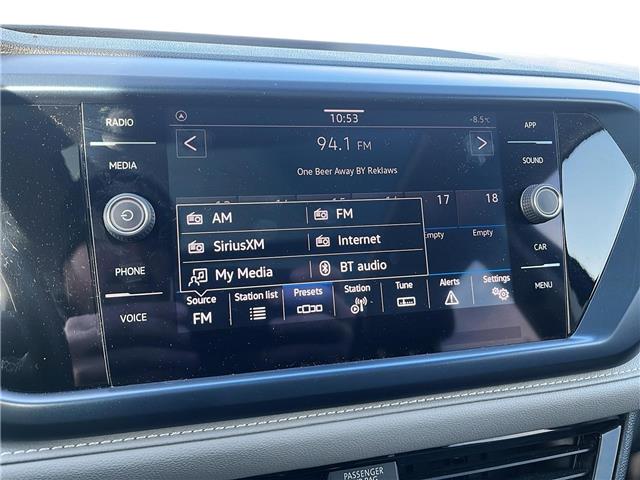 RADIO
MEDIA
PHONE
VOICE
10:53
-8.5°C
< 94.1 FM >
One Beer Away BY Reklaws
17 18
AM FM
SiriusXM Internet
My Media BT audio
Empty Empty
Source Station list Presets Station Tune Alerts Settings
FM
APP
SOUND
CAR
MENU
PASSENGER